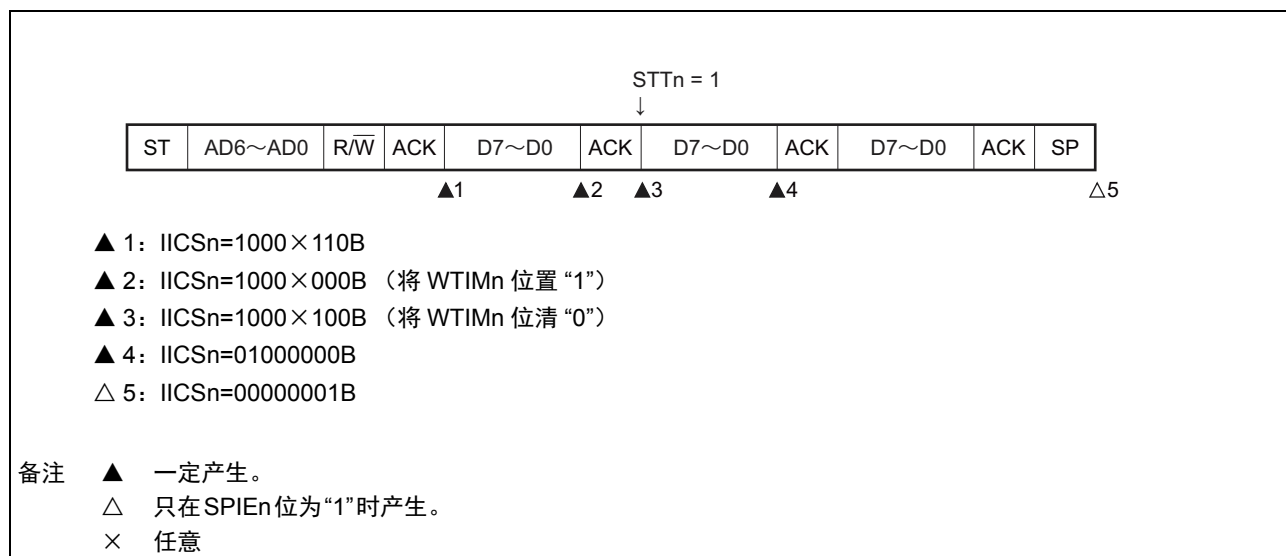 STTn = 1
↓
ST AD6～AD0 R/W̅ ACK D7～D0 ACK D7～D0 ACK D7～D0 ACK SP
▲1 ▲2 ▲3 ▲4 △5
▲ 1：IICSn=1000×110B
▲ 2：IICSn=1000×000B （将 WTIMn 位置 “1”）
▲ 3：IICSn=1000×100B （将 WTIMn 位清 “0”）
▲ 4：IICSn=01000000B
△ 5：IICSn=00000001B
备注 ▲ 一定产生。
△ 只在SPIEn位为“1”时产生。
× 任意